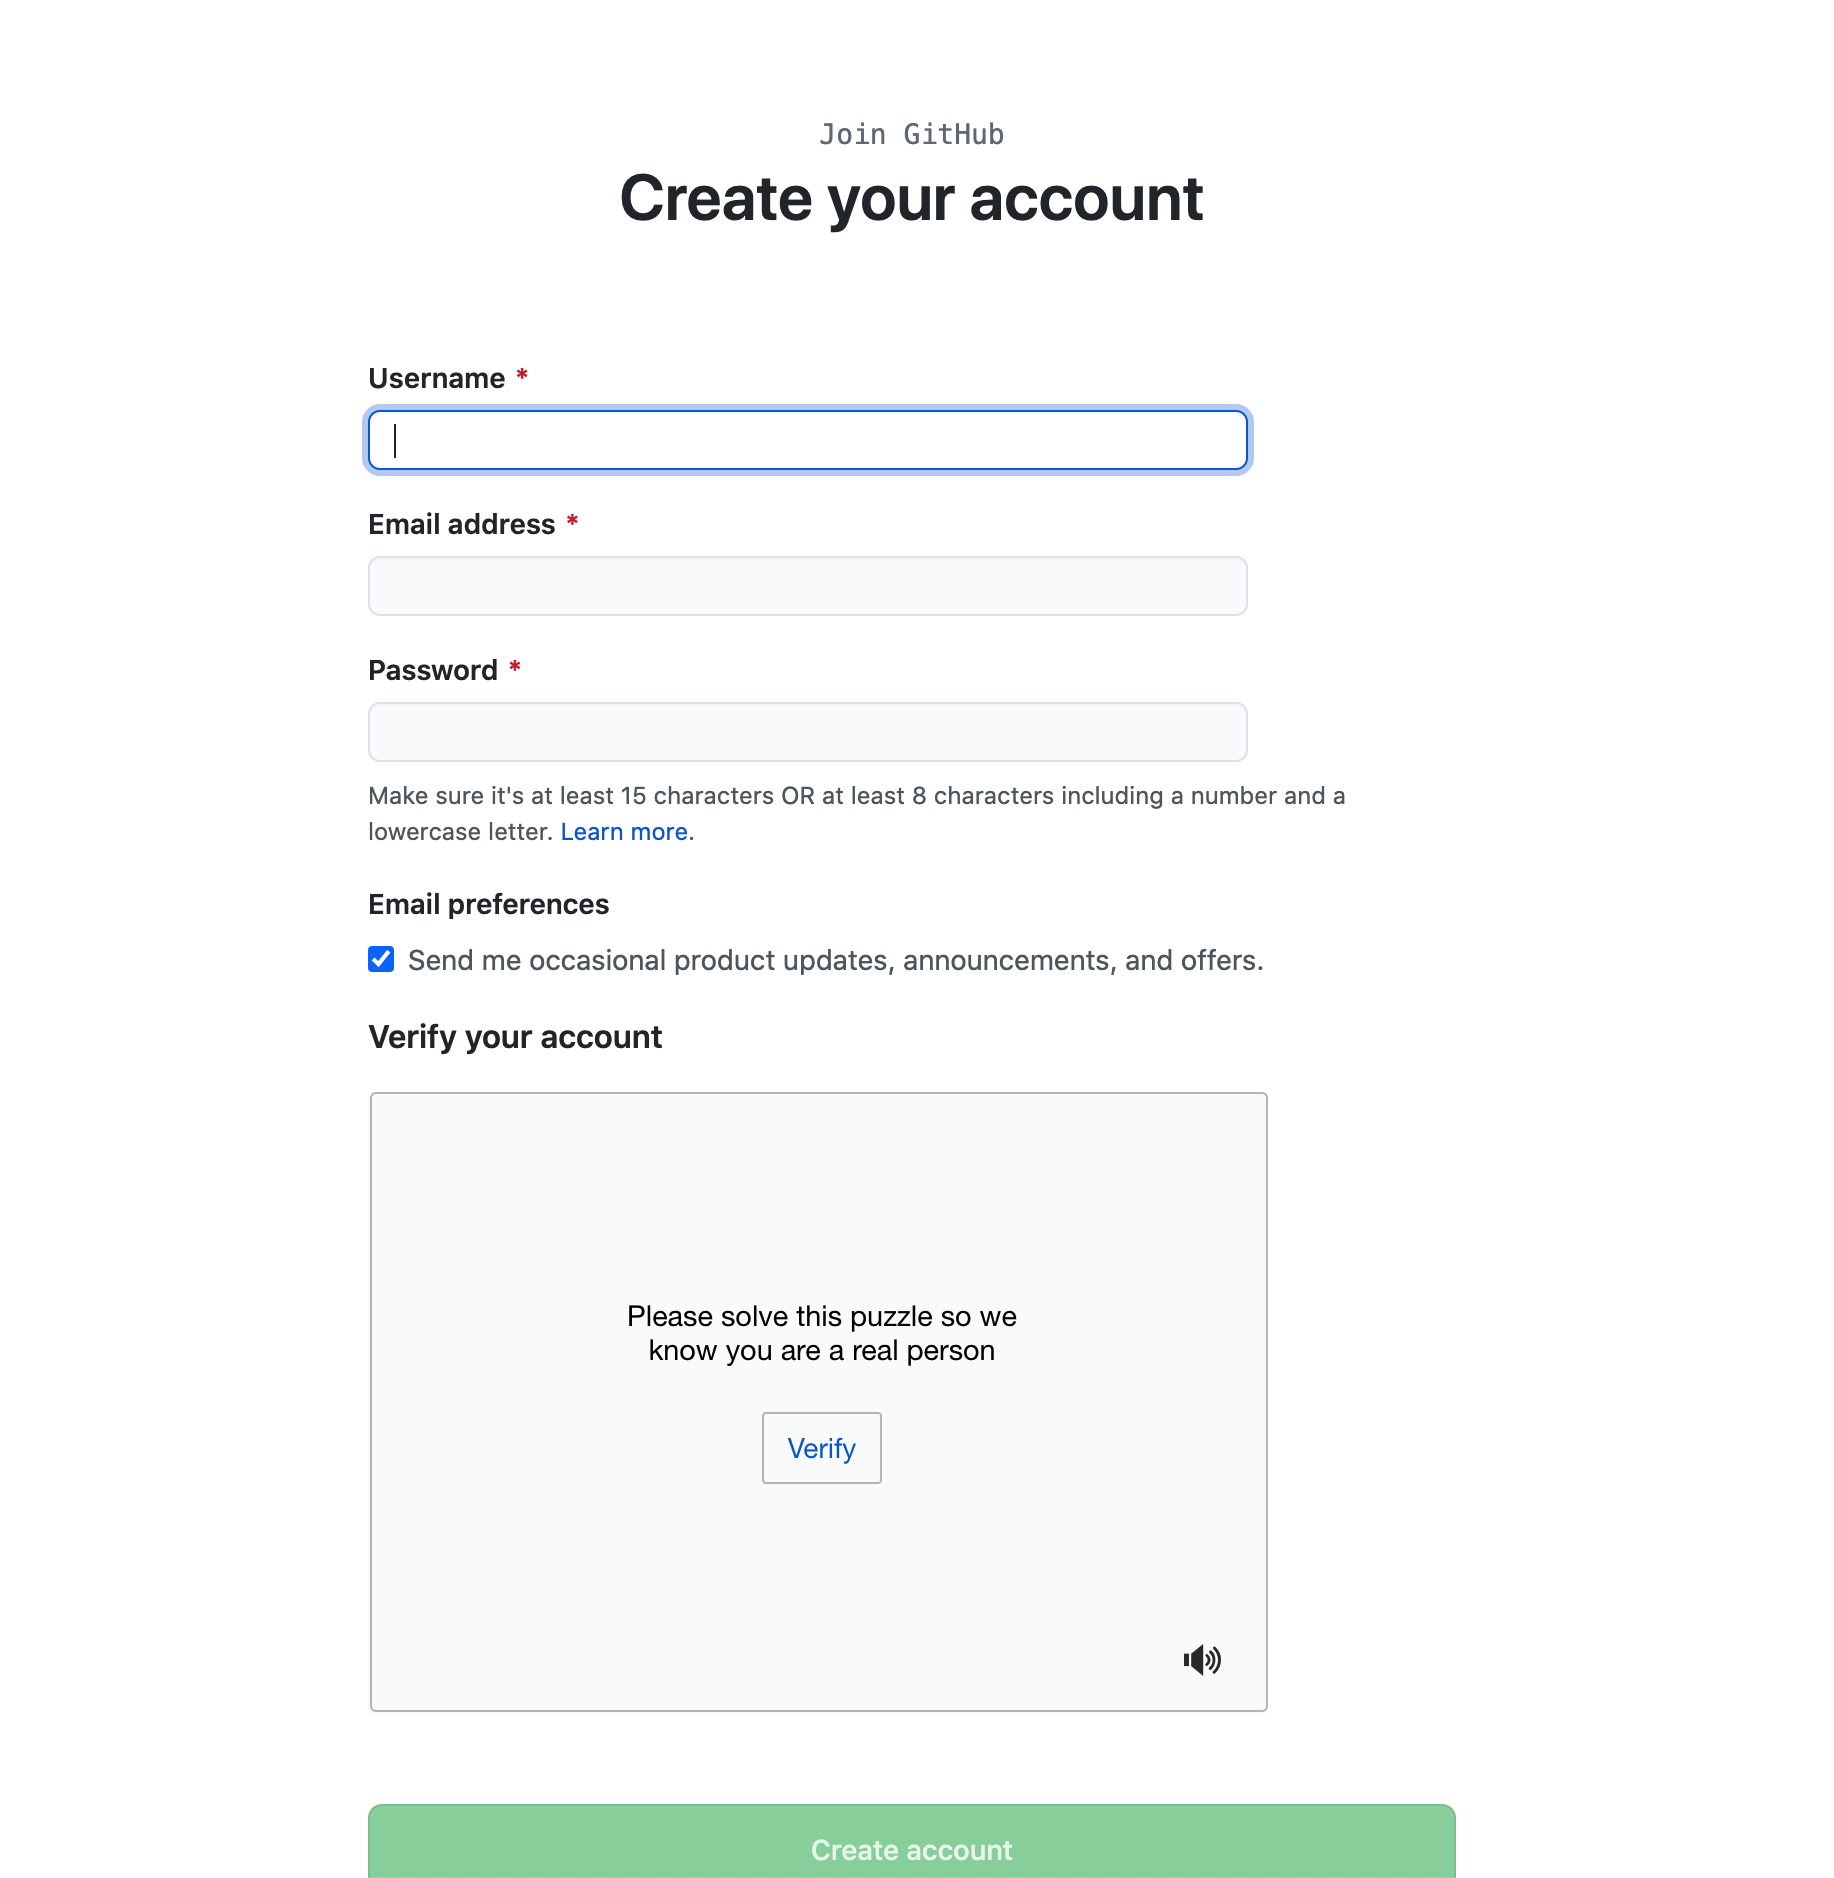 Join GitHub
Create your account
Username *
Email address *
Password *
Make sure it's at least 15 characters OR at least 8 characters including a number and a
lowercase letter. Learn more.
Email preferences
Send me occasional product updates, announcements, and offers.
Verify your account
Please solve this puzzle so we
know you are a real person
Verify
Create account